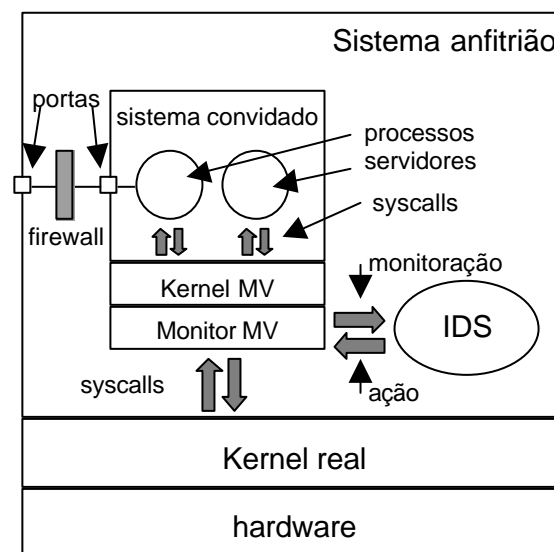 Sistema anfitrião
portas
sistema convidado
processos
servidores
syscalls
firewall
monitoração
Kernel MV
Monitor MV
IDS
syscalls
ação
Kernel real
hardware